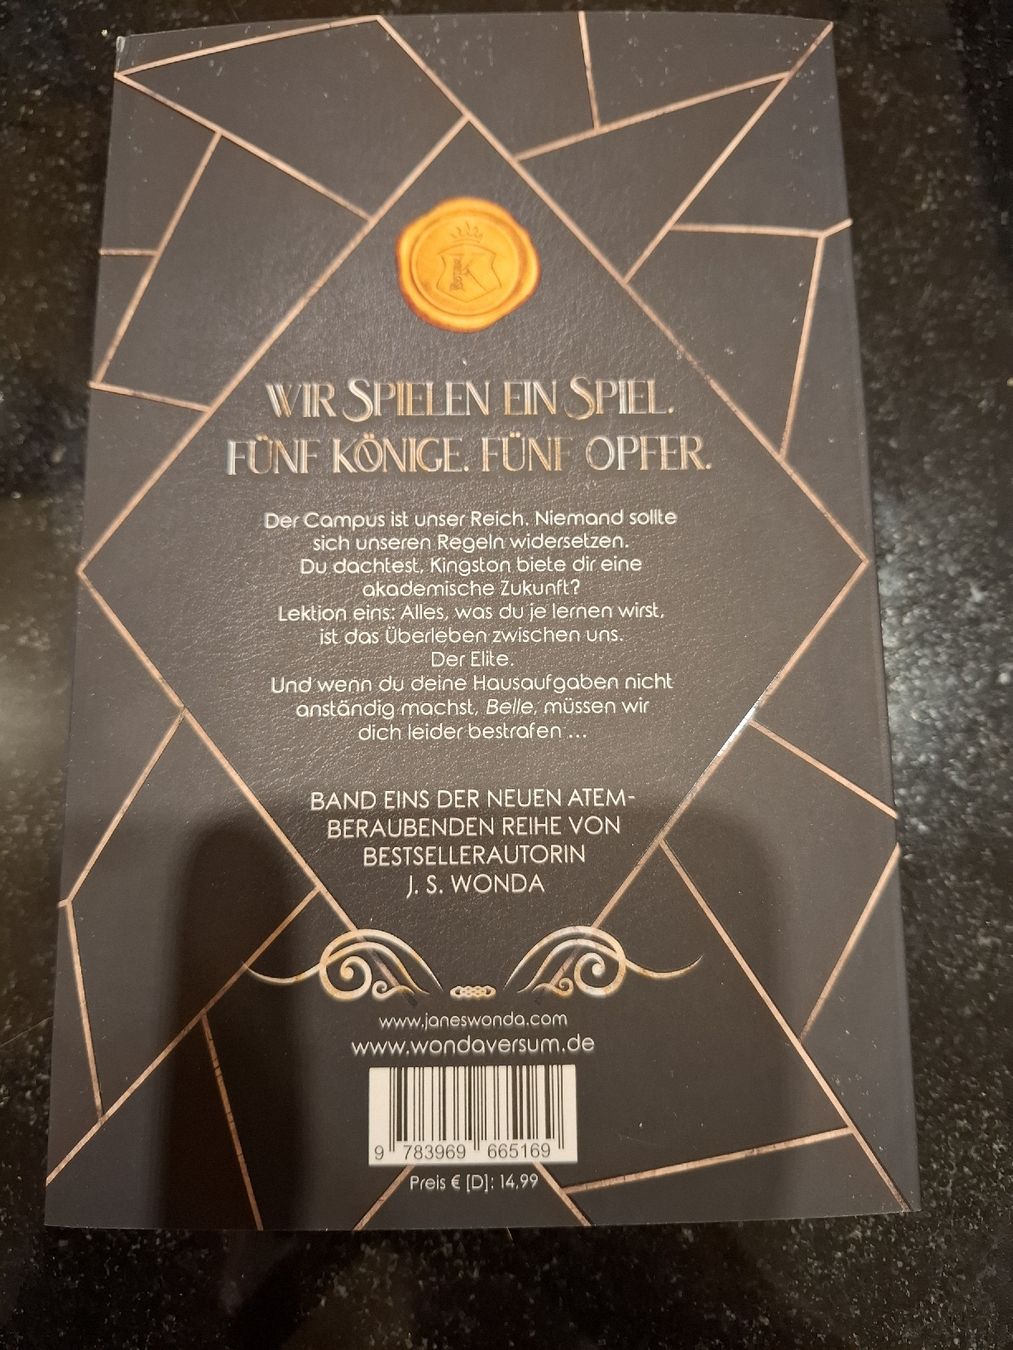 WIR SPIELEN EIN SPIEL.
FÜNF KÖNIGE. FÜNF OPFER.
Der Campus ist unser Reich. Niemand sollte
sich unseren Regeln widersetzen.
Du dachtest, Kingston biete dir eine
akademische Zukunft?
Lektion eins: Alles, was du je lernen wirst,
ist das Überleben zwischen uns.
Der Elite.
Und wenn du deine Hausaufgaben nicht
anständig machst, Belle, müssen wir
dich leider bestrafen ...
BAND EINS DER NEUEN ATEM-
BERAUBENDEN REIHE VON
BESTSELLERAUTORIN
J. S. WONDA
www.janeswonda.com
www.wondaversum.de
9 783969 665169
Preis € [D]: 14,99